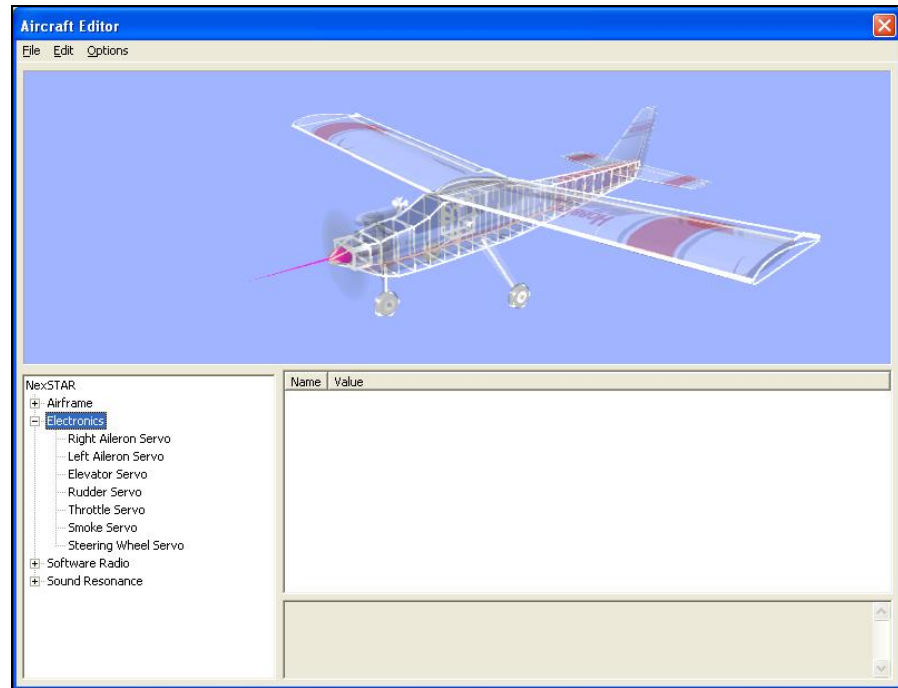 Aircraft Editor
File Edit Options
NexSTAR
Airframe
Electronics
Right Aileron Servo
Left Aileron Servo
Elevator Servo
Rudder Servo
Throttle Servo
Smoke Servo
Steering Wheel Servo
Software Radio
Sound Resonance
Name Value